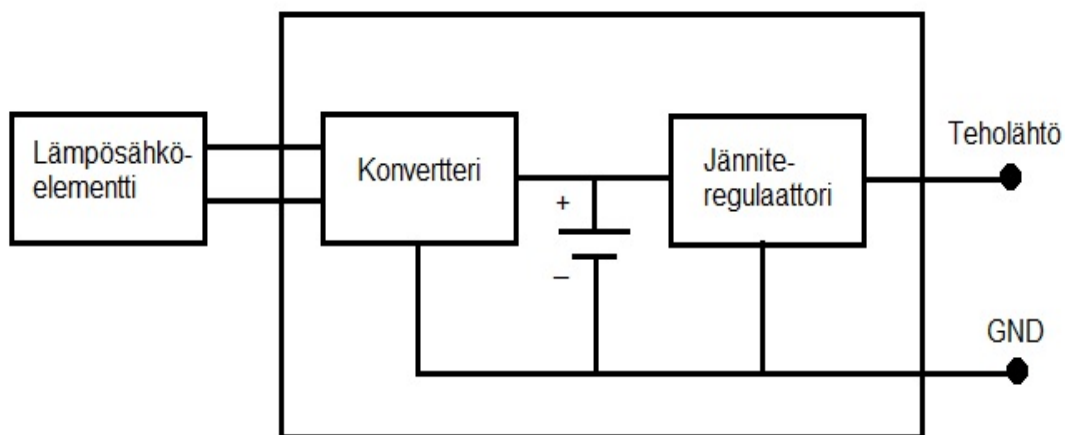 Lämpösähkö-
elementti
Konvertteri
+
–
Jännite-
regulaattori
Teholähtö
GND